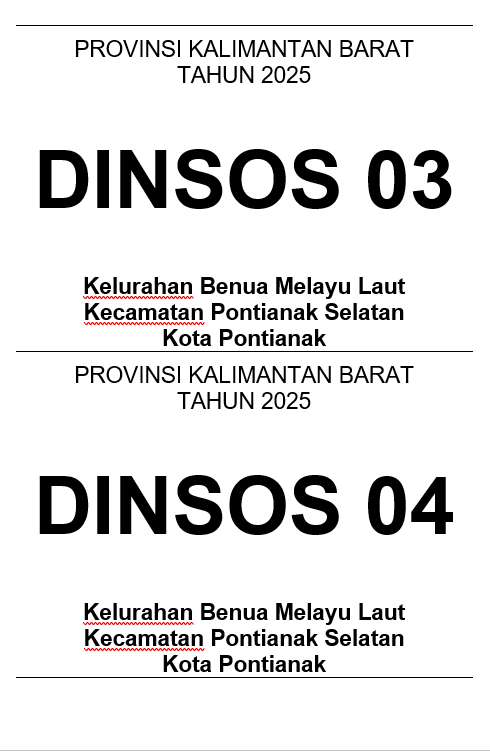 PROVINSI KALIMANTAN BARAT
TAHUN 2025
DINSOS 03
Kelurahan Benua Melayu Laut
Kecamatan Pontianak Selatan
Kota Pontianak
PROVINSI KALIMANTAN BARAT
TAHUN 2025
DINSOS 04
Kelurahan Benua Melayu Laut
Kecamatan Pontianak Selatan
Kota Pontianak